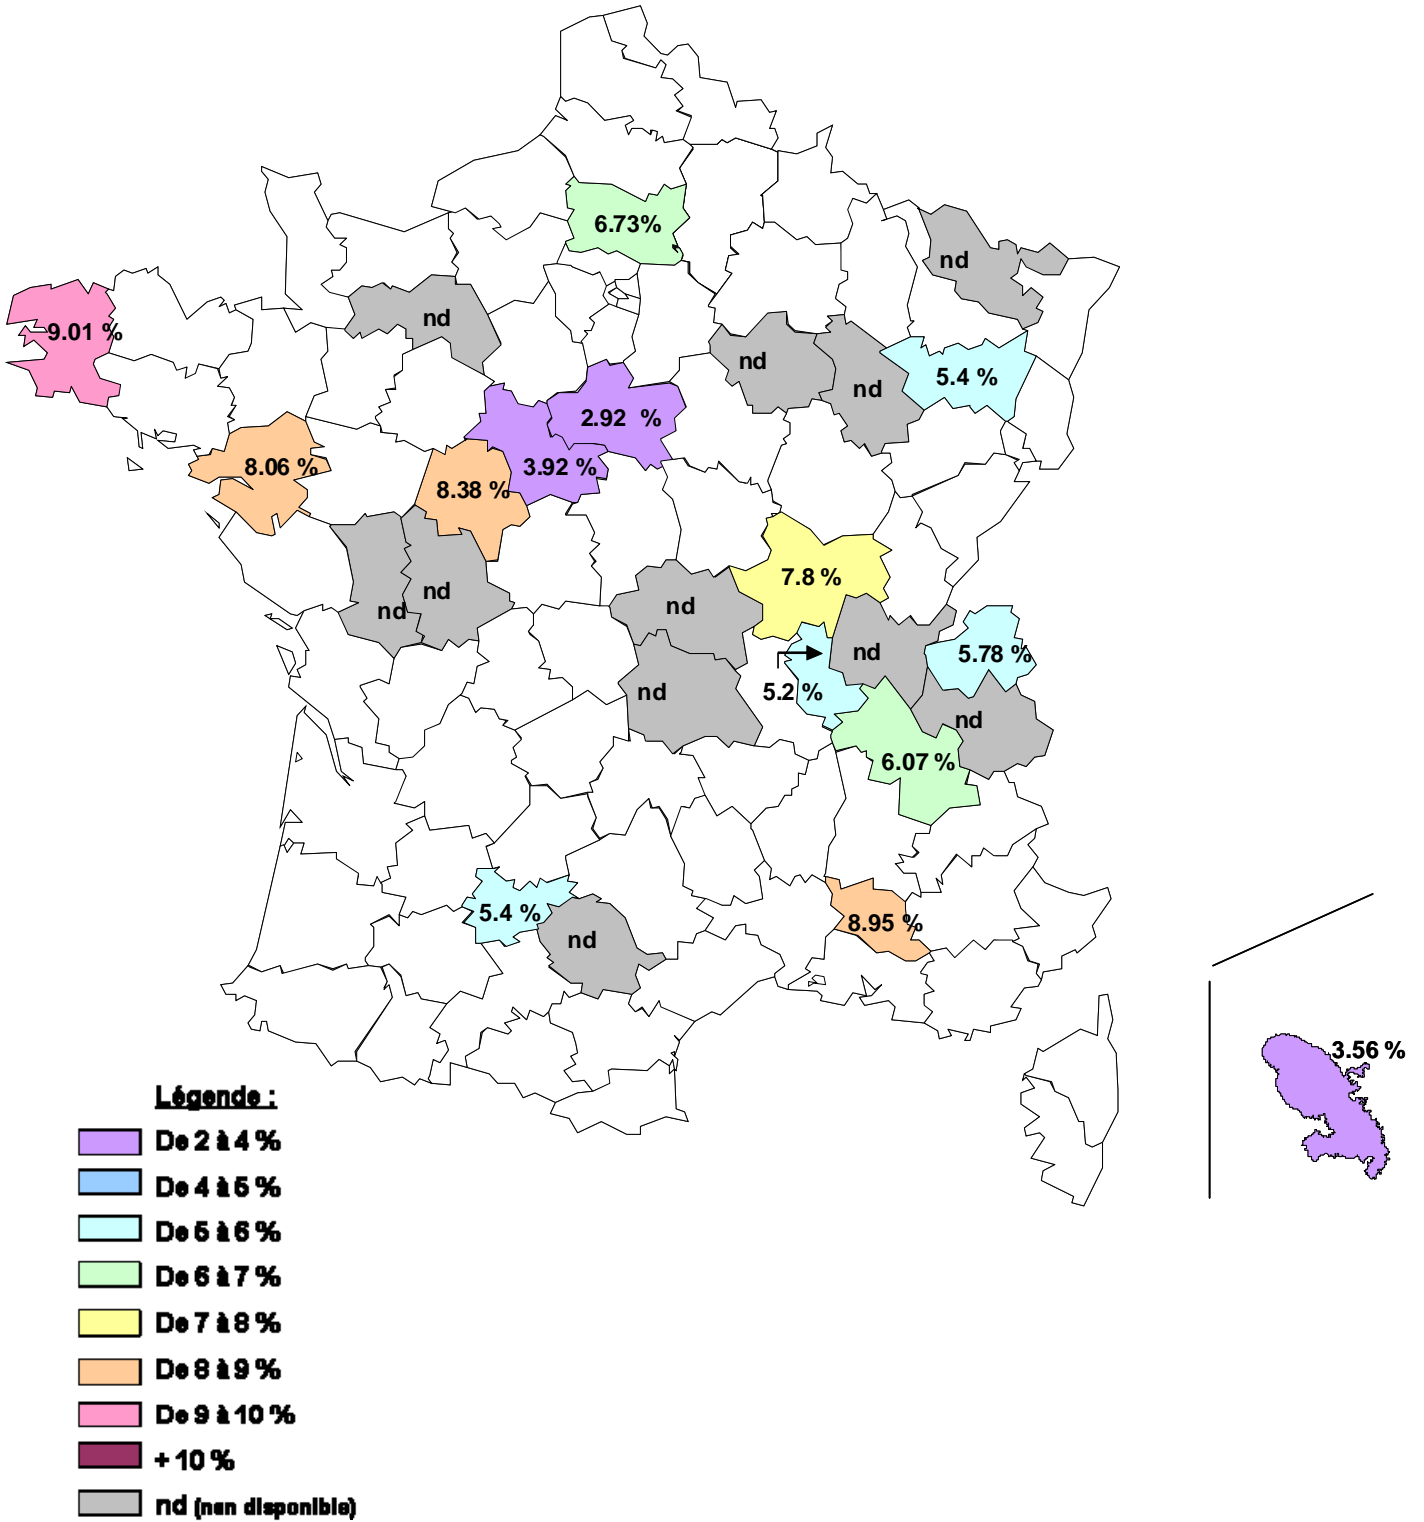 6.73%
nd
9.01 %
nd
nd
nd
5.4 %
2.92 %
3.92 %
8.06 %
8.38 %
7.8 %
nd
nd
nd
nd
5.78 %
5.2 %
nd
nd
6.07 %
5.4 %
nd
8.95 %
3.56 %
Légende :
De 2 à 4 %
De 4 à 5 %
De 5 à 6 %
De 6 à 7 %
De 7 à 8 %
De 8 à 9 %
De 9 à 10 %
+ 10 %
nd (non disponible)